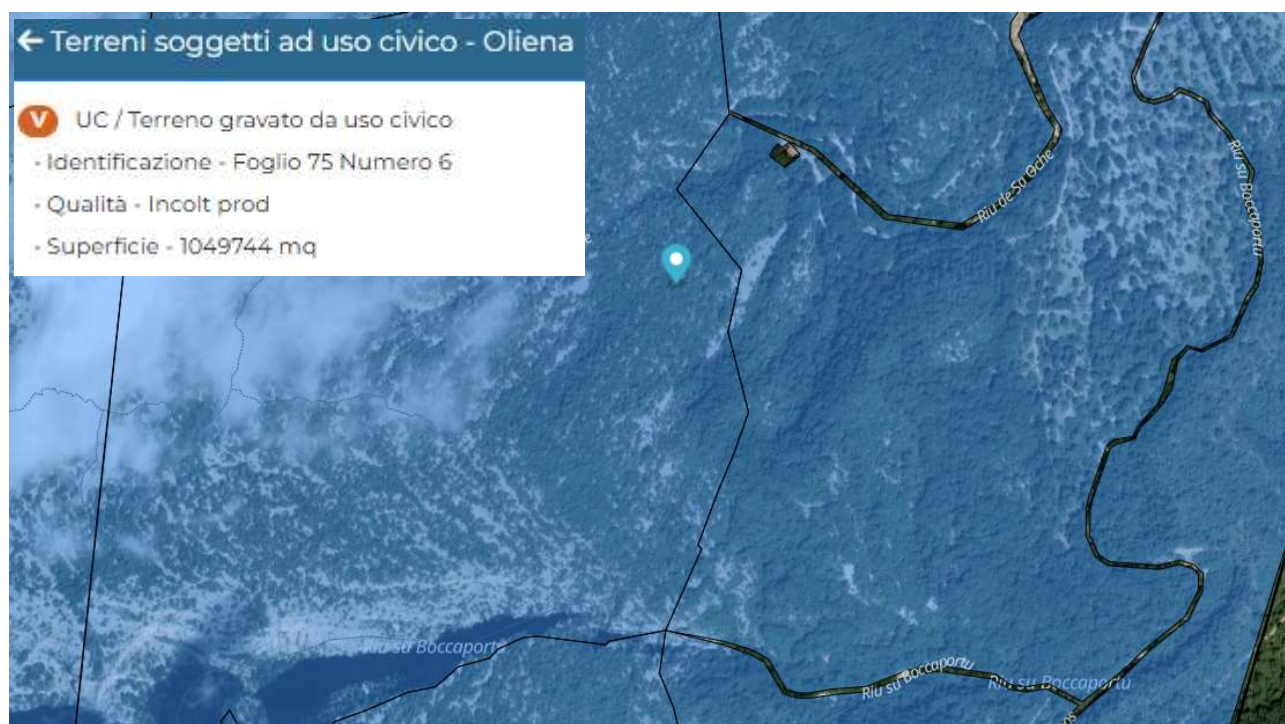 ← Terreni soggetti ad uso civico - Oliena
V UC / Terreno gravato da uso civico
- Identificazione - Foglio 75 Numero 6
- Qualità - Incolt prod
- Superficie - 1049744 mq
Riu de Sa Oche
Riu su Boccaportu
Riu su Boccaportu
Riu su Boccaportu
Riu su Boccaportu